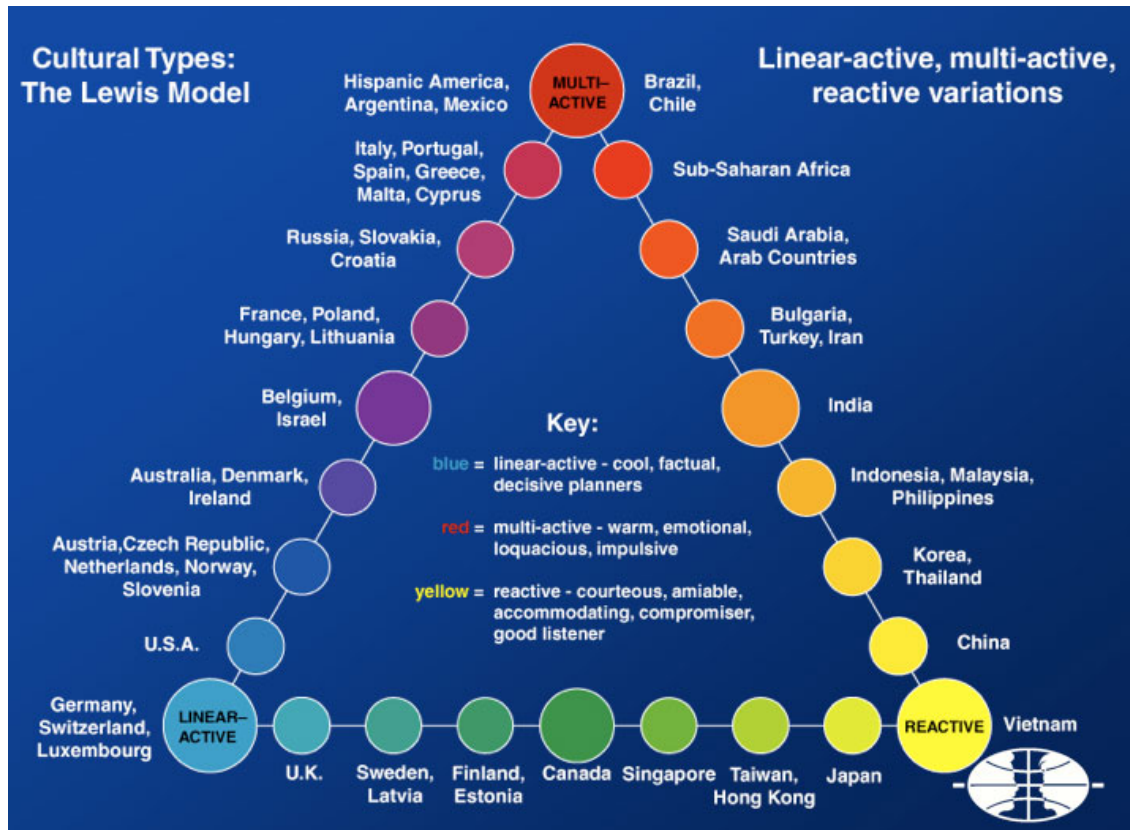 Cultural Types:
The Lewis Model
Linear-active, multi-active,
reactive variations
Hispanic America,
Argentina, Mexico
MULTI–
ACTIVE
Brazil,
Chile
Italy, Portugal,
Spain, Greece,
Malta, Cyprus
Sub-Saharan Africa
Russia, Slovakia,
Croatia
Saudi Arabia,
Arab Countries
France, Poland,
Hungary, Lithuania
Bulgaria,
Turkey, Iran
Belgium,
Israel
India
Key:
blue = linear-active - cool, factual,
decisive planners
red = multi-active - warm, emotional,
loquacious, impulsive
yellow = reactive - courteous, amiable,
accommodating, compromiser,
good listener
Australia, Denmark,
Ireland
Indonesia, Malaysia,
Philippines
Austria,Czech Republic,
Netherlands, Norway,
Slovenia
Korea,
Thailand
U.S.A.
China
Germany,
Switzerland,
Luxembourg
LINEAR–
ACTIVE
REACTIVE
Vietnam
U.K.
Sweden,
Latvia
Finland,
Estonia
Canada
Singapore
Taiwan,
Hong Kong
Japan